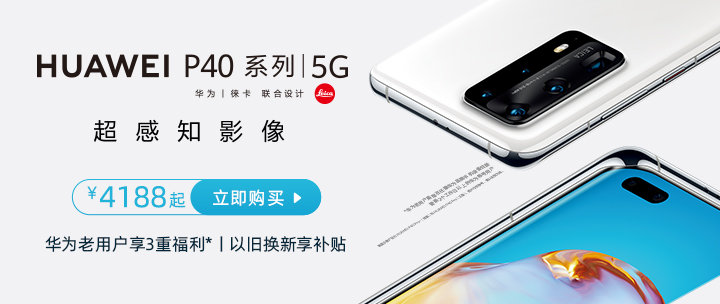 HUAWEI P40 系列|5G
华为 | 徕卡 联合设计
Leica
超感知影像
¥4188起 立即购买
华为老用户享3重福利* | 以旧换新享补贴
LEICA